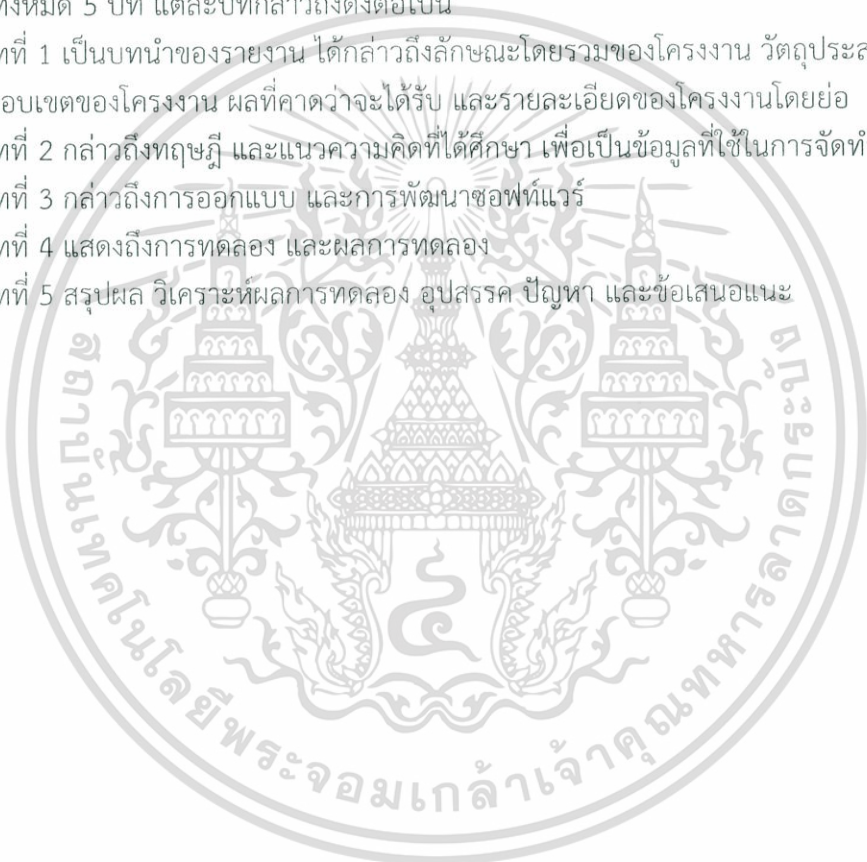 ทั้งหมด 5 บท แต่ละบทกล่าวถึงดังต่อไปนี้
ทที่ 1 เป็นบทนำของรายงาน ได้กล่าวถึงลักษณะโดยรวมของโครงงาน วัตถุประส
อบเขตของโครงงาน ผลที่คาดว่าจะได้รับ และรายละเอียดของโครงงานโดยย่อ
ทที่ 2 กล่าวถึงทฤษฎี และแนวความคิดที่ได้ศึกษา เพื่อเป็นข้อมูลที่ใช้ในการจัดทำ
ทที่ 3 กล่าวถึงการออกแบบ และการพัฒนาซอฟท์แวร์
ทที่ 4 แสดงถึงการทดลอง และผลการทดลอง
ทที่ 5 สรุปผล วิเคราะห์ผลการทดลอง อุปสรรค ปัญหา และข้อเสนอแนะ
สถาบันเทคโนโลยีพระจอมเกล้าเจ้าคุณทหารลาดกระบัง